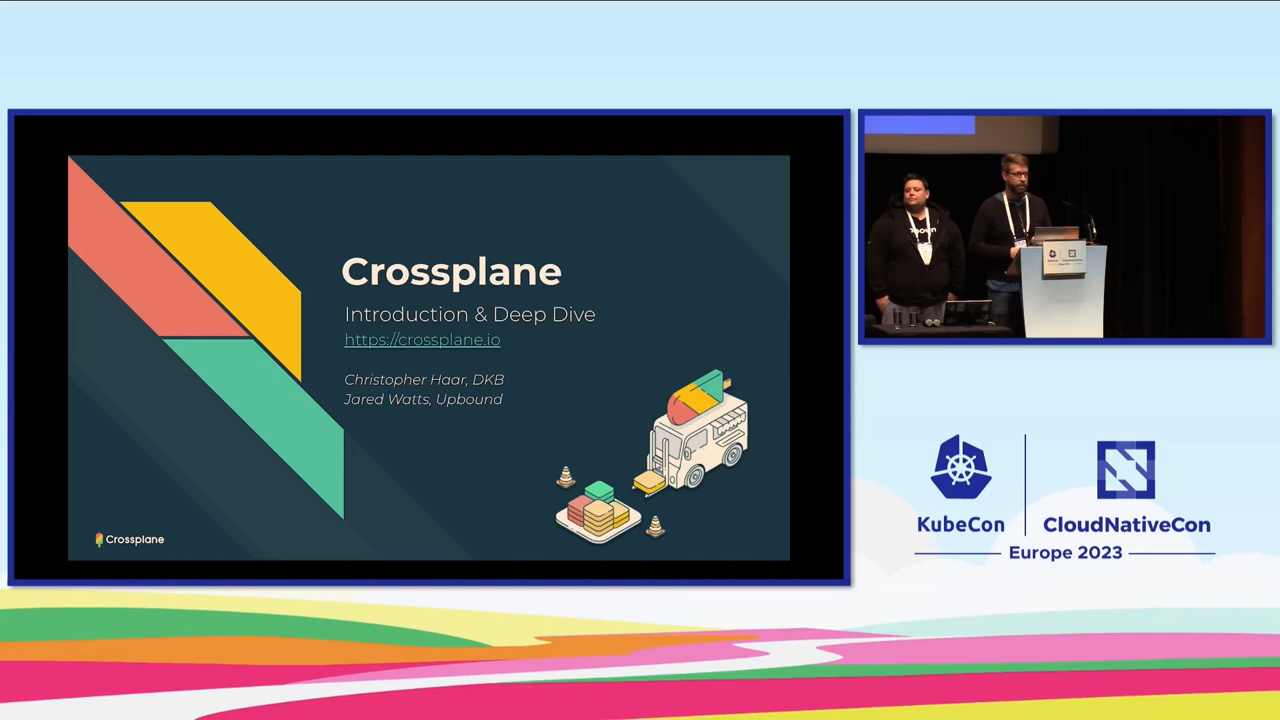 Crossplane
Introduction & Deep Dive
https://crossplane.io
Christopher Haar, DKB
Jared Watts, Upbound
Crossplane
KubeCon
CloudNativeCon
Europe 2023